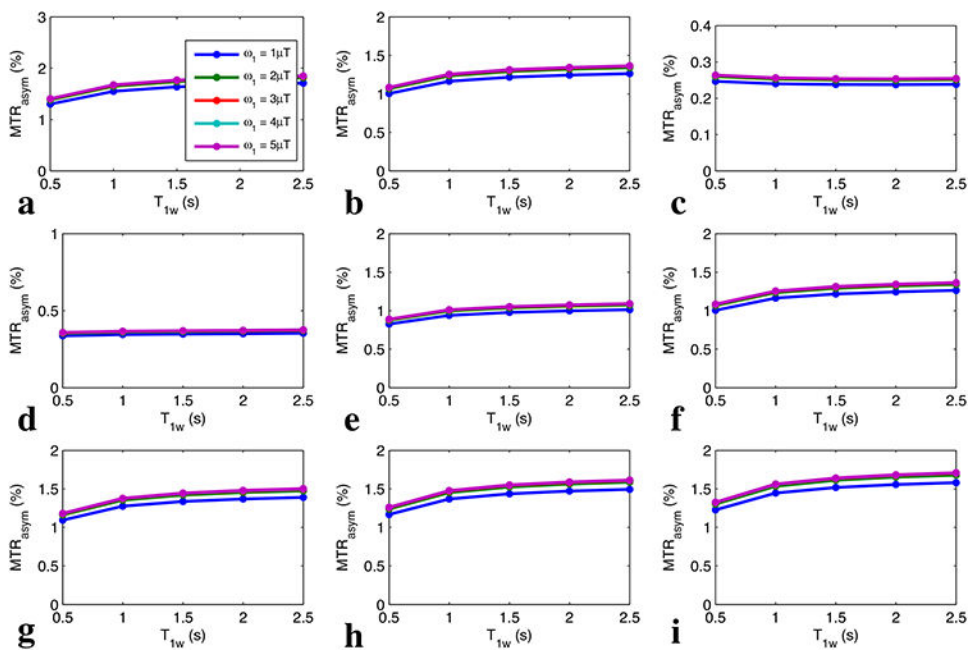 3
2
1
0
MTRasym (%)
ω1 = 1μT
ω1 = 2μT
ω1 = 3μT
ω1 = 4μT
ω1 = 5μT
0.5 1 1.5 2 2.5
T1w (s)
a
2
1.5
1
0.5
0
MTRasym (%)
0.5 1 1.5 2 2.5
T1w (s)
b
0.4
0.3
0.2
0.1
0
MTRasym (%)
0.5 1 1.5 2 2.5
T1w (s)
c
1
0.5
0
MTRasym (%)
0.5 1 1.5 2 2.5
T1w (s)
d
2
1.5
1
0.5
0
MTRasym (%)
0.5 1 1.5 2 2.5
T1w (s)
e
2
1.5
1
0.5
0
MTRasym (%)
0.5 1 1.5 2 2.5
T1w (s)
f
2
1.5
1
0.5
0
MTRasym (%)
0.5 1 1.5 2 2.5
T1w (s)
g
2
1.5
1
0.5
0
MTRasym (%)
0.5 1 1.5 2 2.5
T1w (s)
h
2
1.5
1
0.5
0
MTRasym (%)
0.5 1 1.5 2 2.5
T1w (s)
i